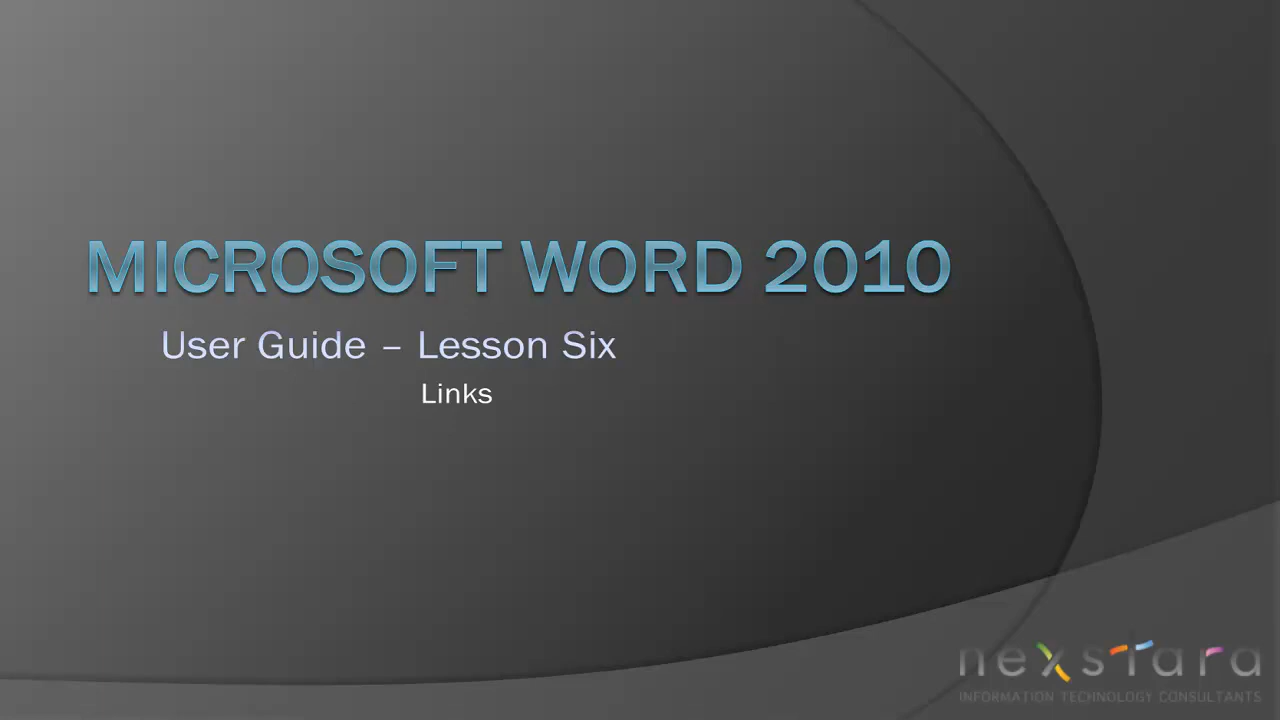 MICROSOFT WORD 2010
User Guide – Lesson Six
Links
nexstara
INFORMATION TECHNOLOGY CONSULTANTS